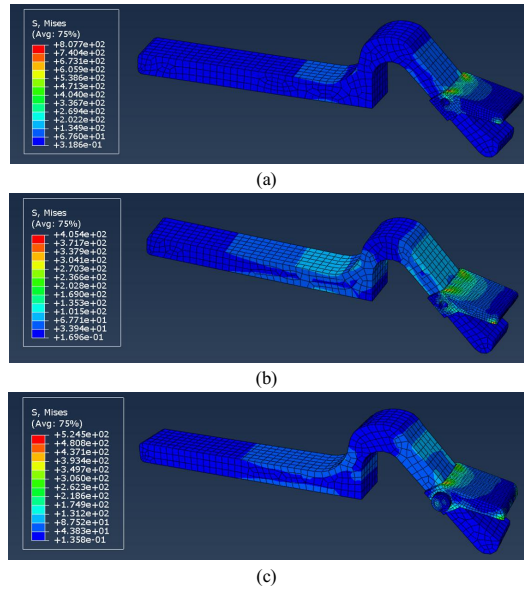 S, Mises
(Avg: 75%)
+8.077e+02
+7.404e+02
+6.731e+02
+6.059e+02
+5.386e+02
+4.713e+02
+4.040e+02
+3.367e+02
+2.694e+02
+2.022e+02
+1.349e+02
+6.760e+01
+3.186e-01
(a)
S, Mises
(Avg: 75%)
+4.054e+02
+3.717e+02
+3.379e+02
+3.041e+02
+2.703e+02
+2.366e+02
+2.028e+02
+1.690e+02
+1.353e+02
+1.015e+02
+6.771e+01
+3.394e+01
+1.696e-01
(b)
S, Mises
(Avg: 75%)
+5.245e+02
+4.808e+02
+4.371e+02
+3.934e+02
+3.497e+02
+3.060e+02
+2.623e+02
+2.186e+02
+1.749e+02
+1.312e+02
+8.752e+01
+4.383e+01
+1.358e-01
(c)